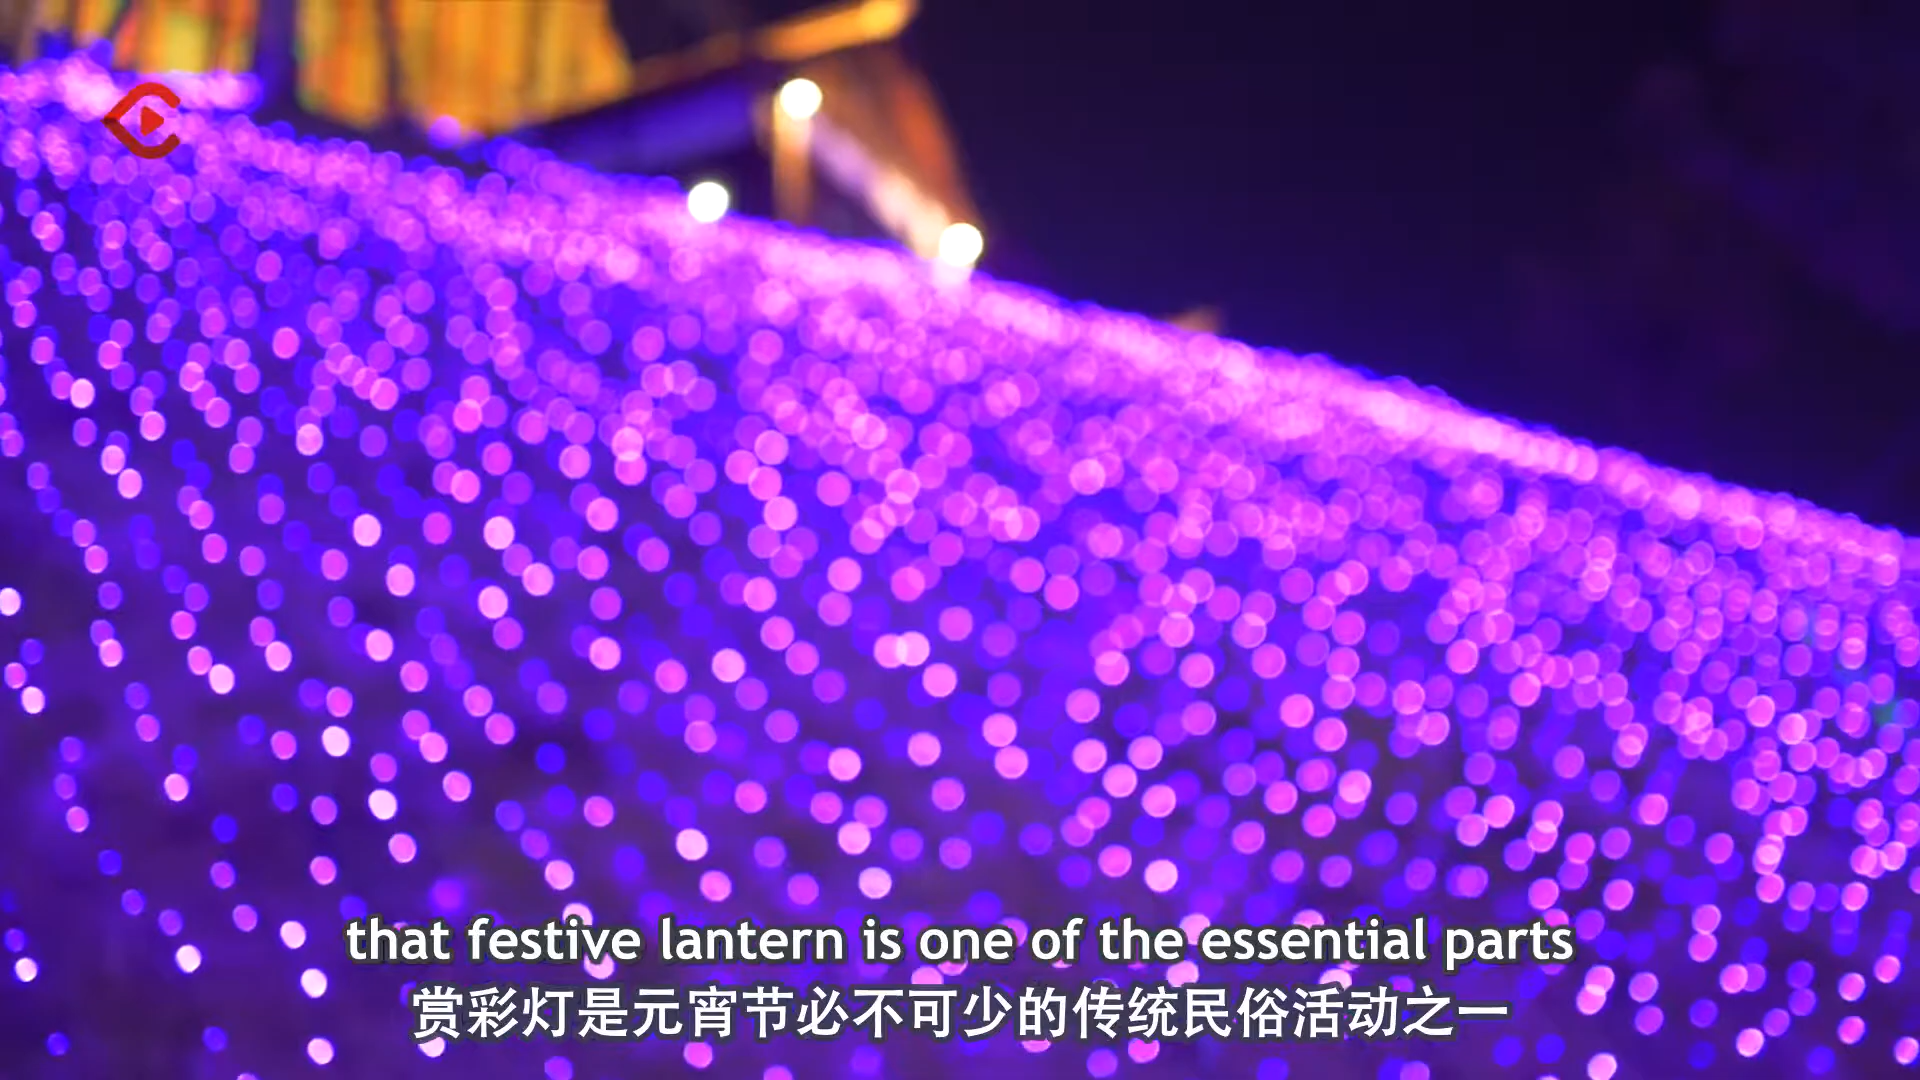 that festive lantern is one of the essential parts
赏彩灯是元宵节必不可少的传统民俗活动之一